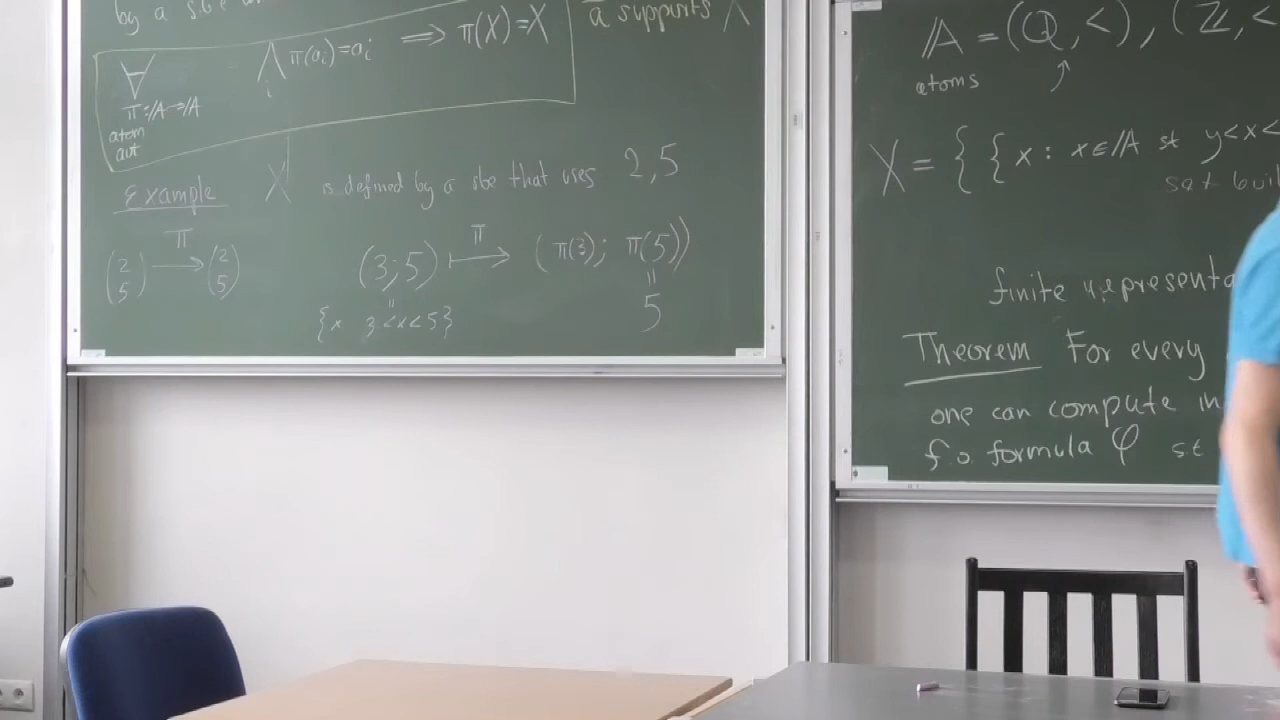 by a sbe
∀ ⋀ π(aᵢ)=aᵢ ⟹ π(X)=X
i
π:𝔸→𝔸
atom
aut
ā supports X
Example X is defined by a sbe that uses 2,5
(2 5) —π→ (2 5)
(3;5) ⟼π (π(3); π(5))
{x 3<x<5}
=
5
𝔸 = (ℚ,<), (ℤ,<
atoms
X = { { x : x∈𝔸 st y<x<
set buil
finite representa
Theorem For every
one can compute in
f.o. formula φ st